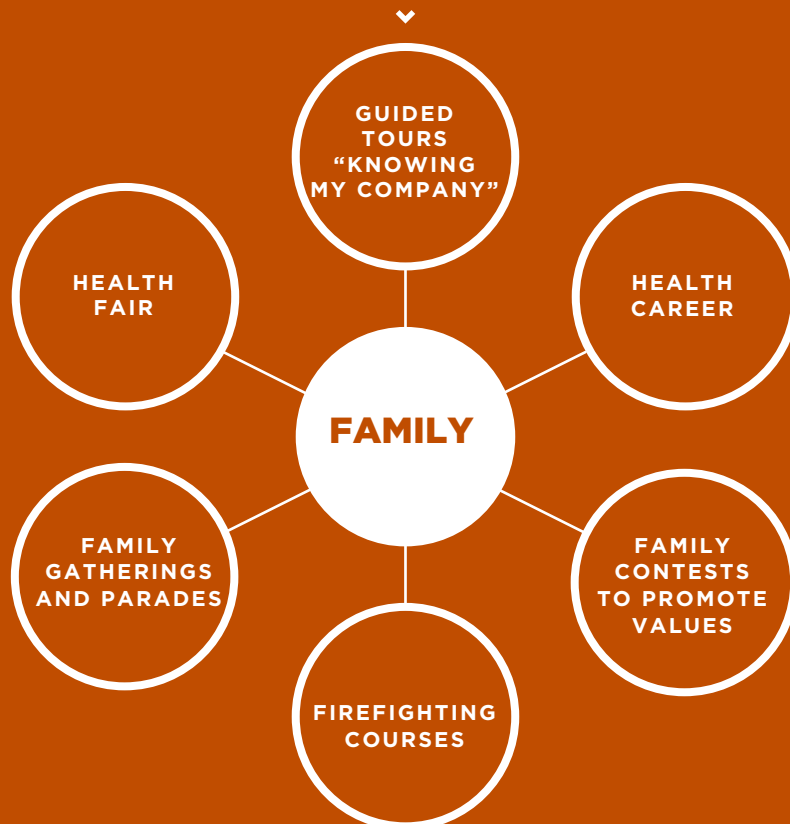 GUIDED
TOURS
“KNOWING
MY COMPANY”
HEALTH
FAIR
HEALTH
CAREER
FAMILY
FAMILY
GATHERINGS
AND PARADES
FAMILY
CONTESTS
TO PROMOTE
VALUES
FIREFIGHTING
COURSES